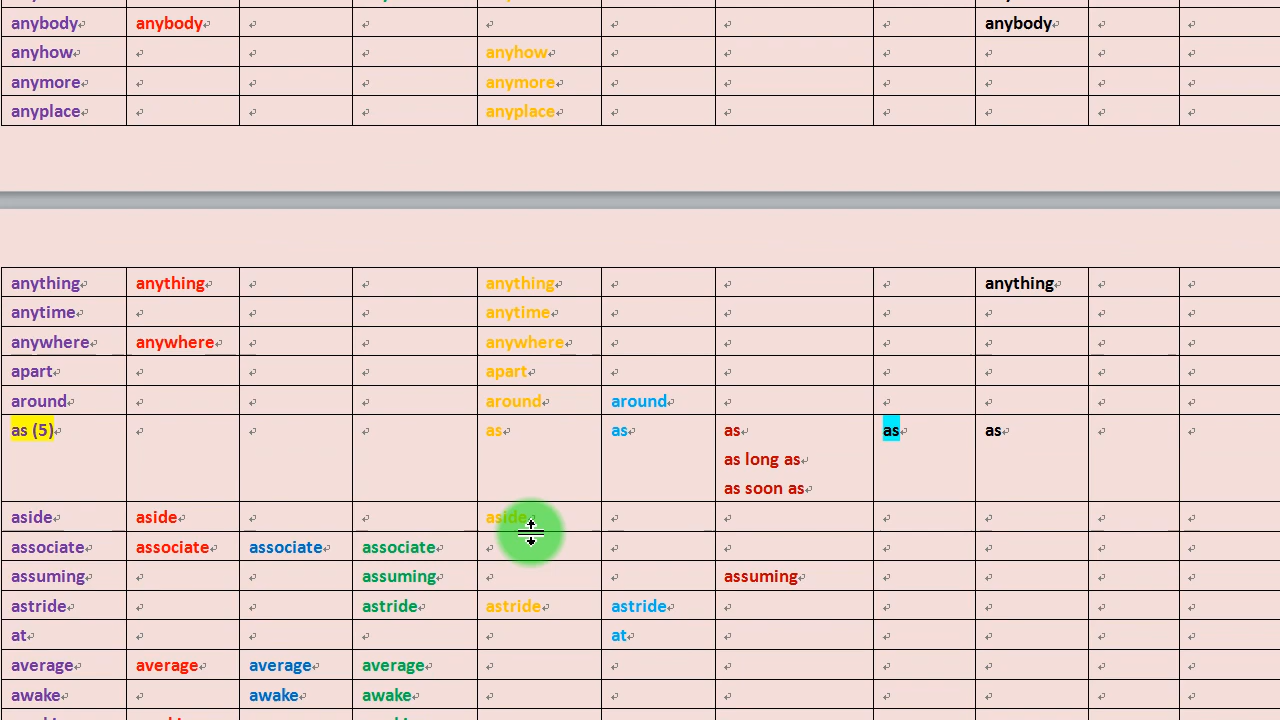 anybody anybody anybody
anyhow anyhow
anymore anymore
anyplace anyplace
anything anything anything anything
anytime anytime
anywhere anywhere anywhere
apart apart
around around around
as (5) as as as as as
as long as
as soon as
aside aside aside
associate associate associate associate
assuming assuming assuming
astride astride astride astride
at at
average average average average
awake awake awake